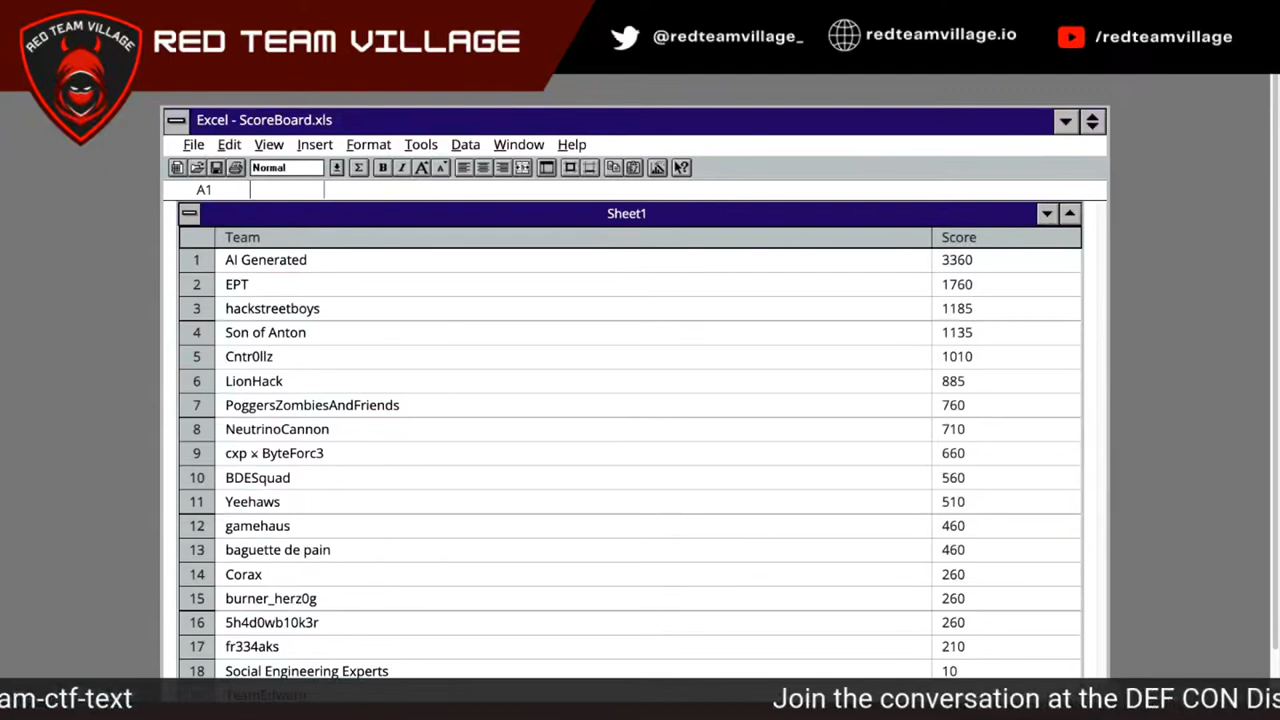 RED TEAM VILLAGE
RED TEAM VILLAGE
@redteamvillage_
redteamvillage.io
/redteamvillage
Excel - ScoreBoard.xls
File Edit View Insert Format Tools Data Window Help
Normal Σ B I A A
A1
Sheet1
Team Score
1 AI Generated 3360
2 EPT 1760
3 hackstreetboys 1185
4 Son of Anton 1135
5 Cntr0llz 1010
6 LionHack 885
7 PoggersZombiesAndFriends 760
8 NeutrinoCannon 710
9 cxp ⚔ ByteForc3 660
10 BDESquad 560
11 Yeehaws 510
12 gamehaus 460
13 baguette de pain 460
14 Corax 260
15 burner_herz0g 260
16 5h4d0wb10k3r 260
17 fr334aks 210
18 Social Engineering Experts 10
am-ctf-text Join the conversation at the DEF CON Dis